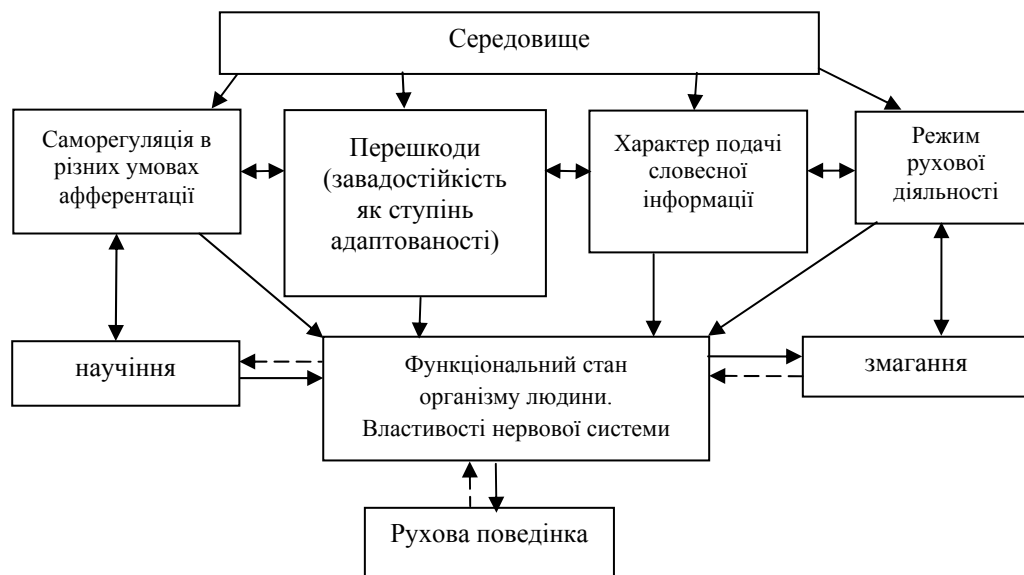 Середовище
Саморегуляція в
різних умовах
афферентації
Перешкоди
(завадостійкість
як ступінь
адаптованості)
Характер подачі
словесної
інформації
Режим
рухової
діяльності
научіння
Функціональний стан
організму людини.
Властивості нервової системи
змагання
Рухова поведінка